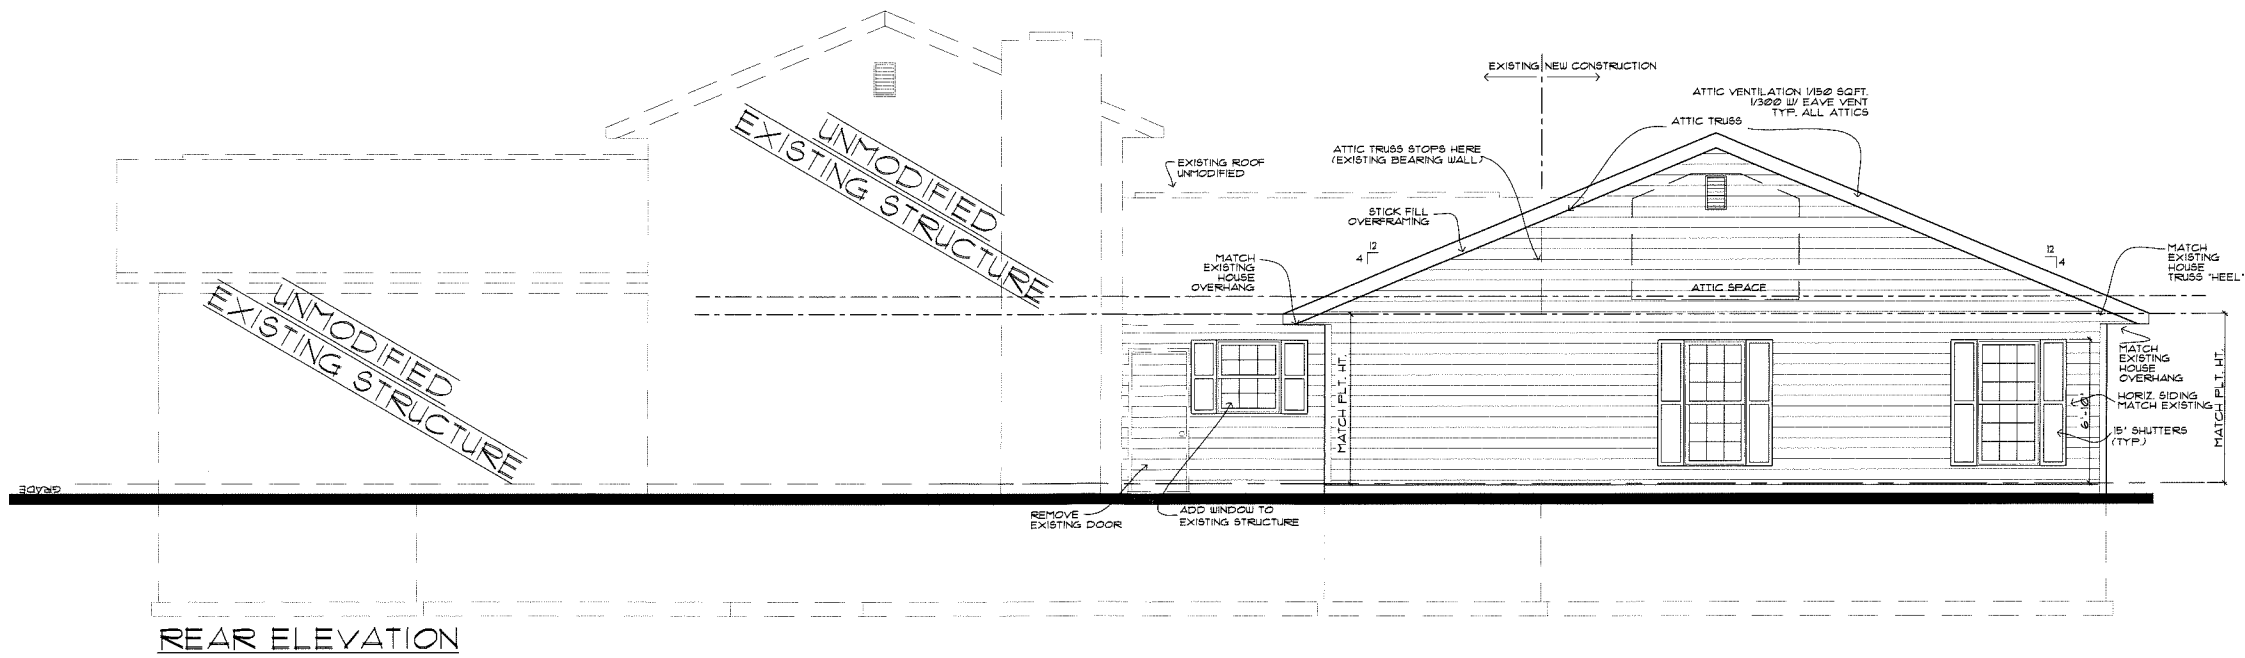 EXISTING NEW CONSTRUCTION
ATTIC VENTILATION 1/150 SQ.FT.
1/300 W/ EAVE VENT
TYP. ALL ATTICS
ATTIC TRUSS
ATTIC TRUSS STOPS HERE
(EXISTING BEARING WALL)
EXISTING ROOF
UNMODIFIED
UNMODIFIED
EXISTING STRUCTURE
STICK FILL
OVERFRAMING
12
4
12
4
MATCH
EXISTING
HOUSE
OVERHANG
MATCH
EXISTING
HOUSE
TRUSS "HEEL"
ATTIC SPACE
UNMODIFIED
EXISTING STRUCTURE
MATCH PLT. HT.
MATCH
EXISTING
HOUSE
OVERHANG
6'-10"
HORIZ. SIDING
MATCH EXISTING
MATCH PLT. HT.
15" SHUTTERS
(TYP.)
GRADE
REMOVE
EXISTING DOOR
ADD WINDOW TO
EXISTING STRUCTURE
REAR ELEVATION